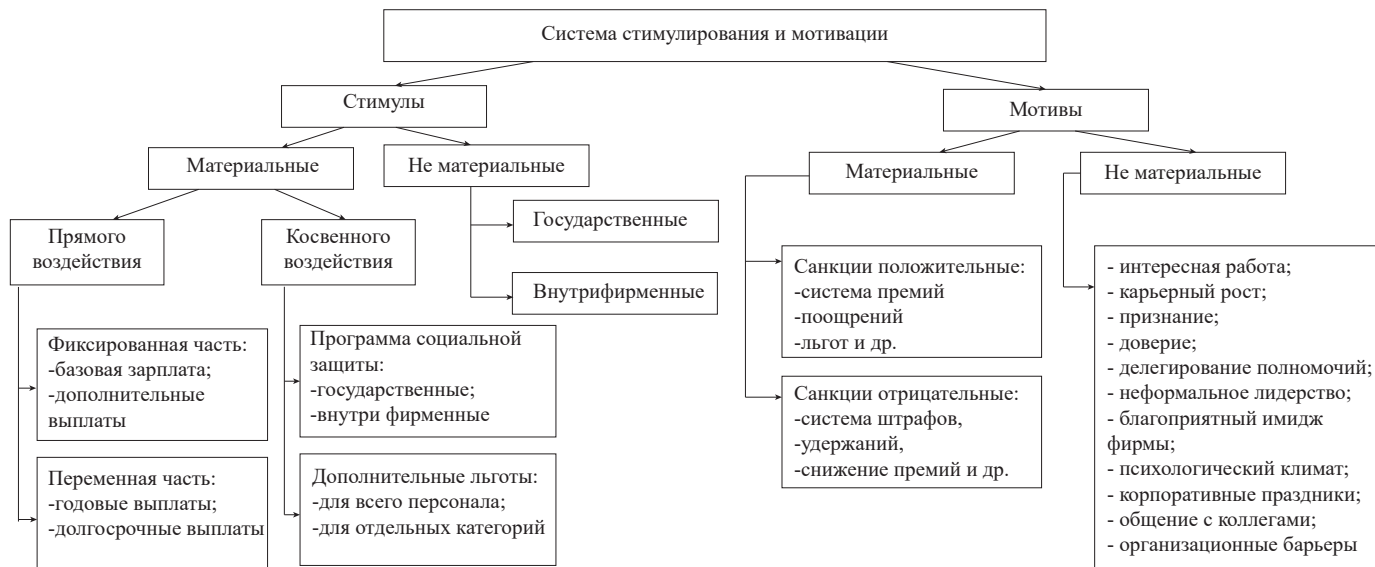 Система стимулирования и мотивации
Стимулы
Мотивы
Материальные
Не материальные
Материальные
Не материальные
Прямого
воздействия
Косвенного
воздействия
Государственные
Внутрифирменные
Фиксированная часть:
-базовая зарплата;
-дополнительные
выплаты
Переменная часть:
-годовые выплаты;
-долгосрочные выплаты
Программа социальной
защиты:
-государственные;
-внутри фирменные
Дополнительные льготы:
-для всего персонала;
-для отдельных категорий
Санкции положительные:
-система премий
-поощрений
-льгот и др.
Санкции отрицательные:
-система штрафов,
-удержаний,
-снижение премий и др.
- интересная работа;
- карьерный рост;
- признание;
- доверие;
- делегирование полномочий;
- неформальное лидерство;
- благоприятный имидж
фирмы;
- психологический климат;
- корпоративные праздники;
- общение с коллегами;
- организационные барьеры